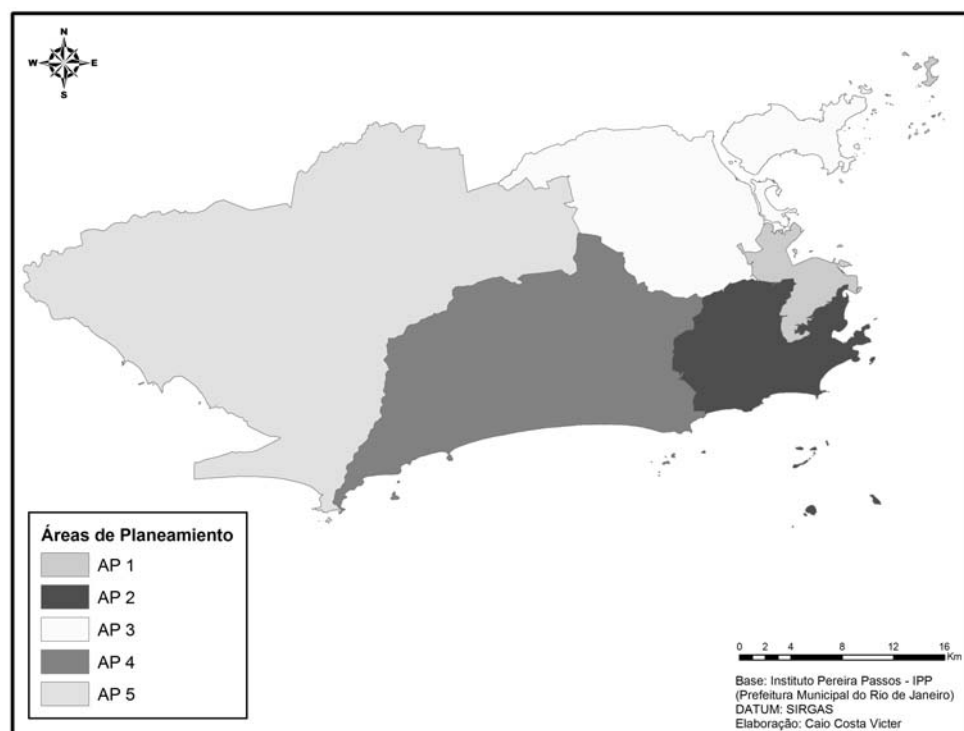 N
W E
S
Áreas de Planeamiento
AP 1
AP 2
AP 3
AP 4
AP 5
0 2 4 8 12 16
Km
Base: Instituto Pereira Passos - IPP
(Prefeitura Municipal do Rio de Janeiro)
DATUM: SIRGAS
Elaboração: Caio Costa Victer